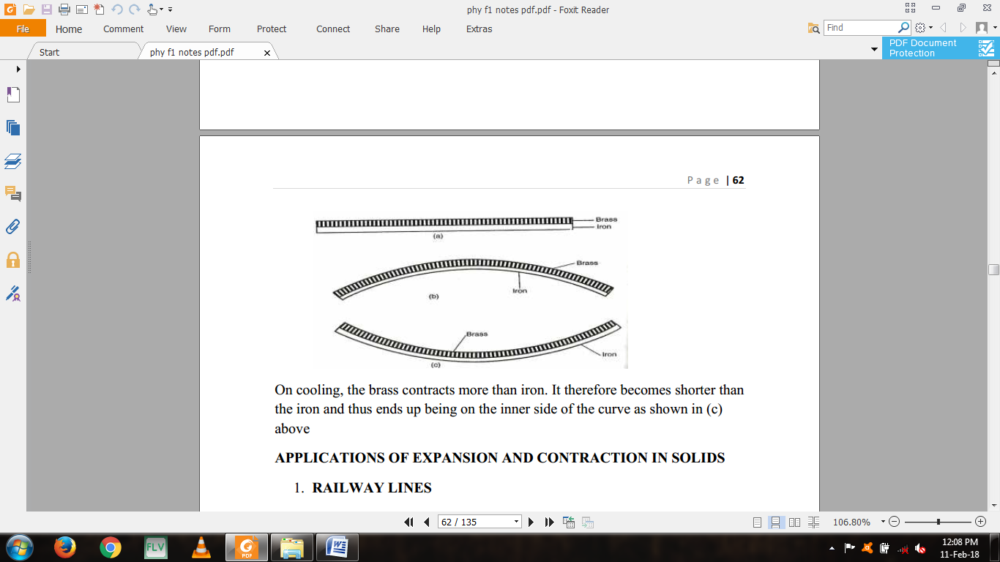 phy f1 notes pdf.pdf - Foxit Reader
File Home Comment View Form Protect Connect Share Help Extras
Find
Start
phy f1 notes pdf.pdf
PDF Document
Protection
Page | 62
Brass
Iron
(a)
Brass
Iron
(b)
Brass
Iron
(c)
On cooling, the brass contracts more than iron. It therefore becomes shorter than
the iron and thus ends up being on the inner side of the curve as shown in (c)
above
APPLICATIONS OF EXPANSION AND CONTRACTION IN SOLIDS
1. RAILWAY LINES
62 / 135
106.80%
FLV
PDF
12:08 PM
11-Feb-18